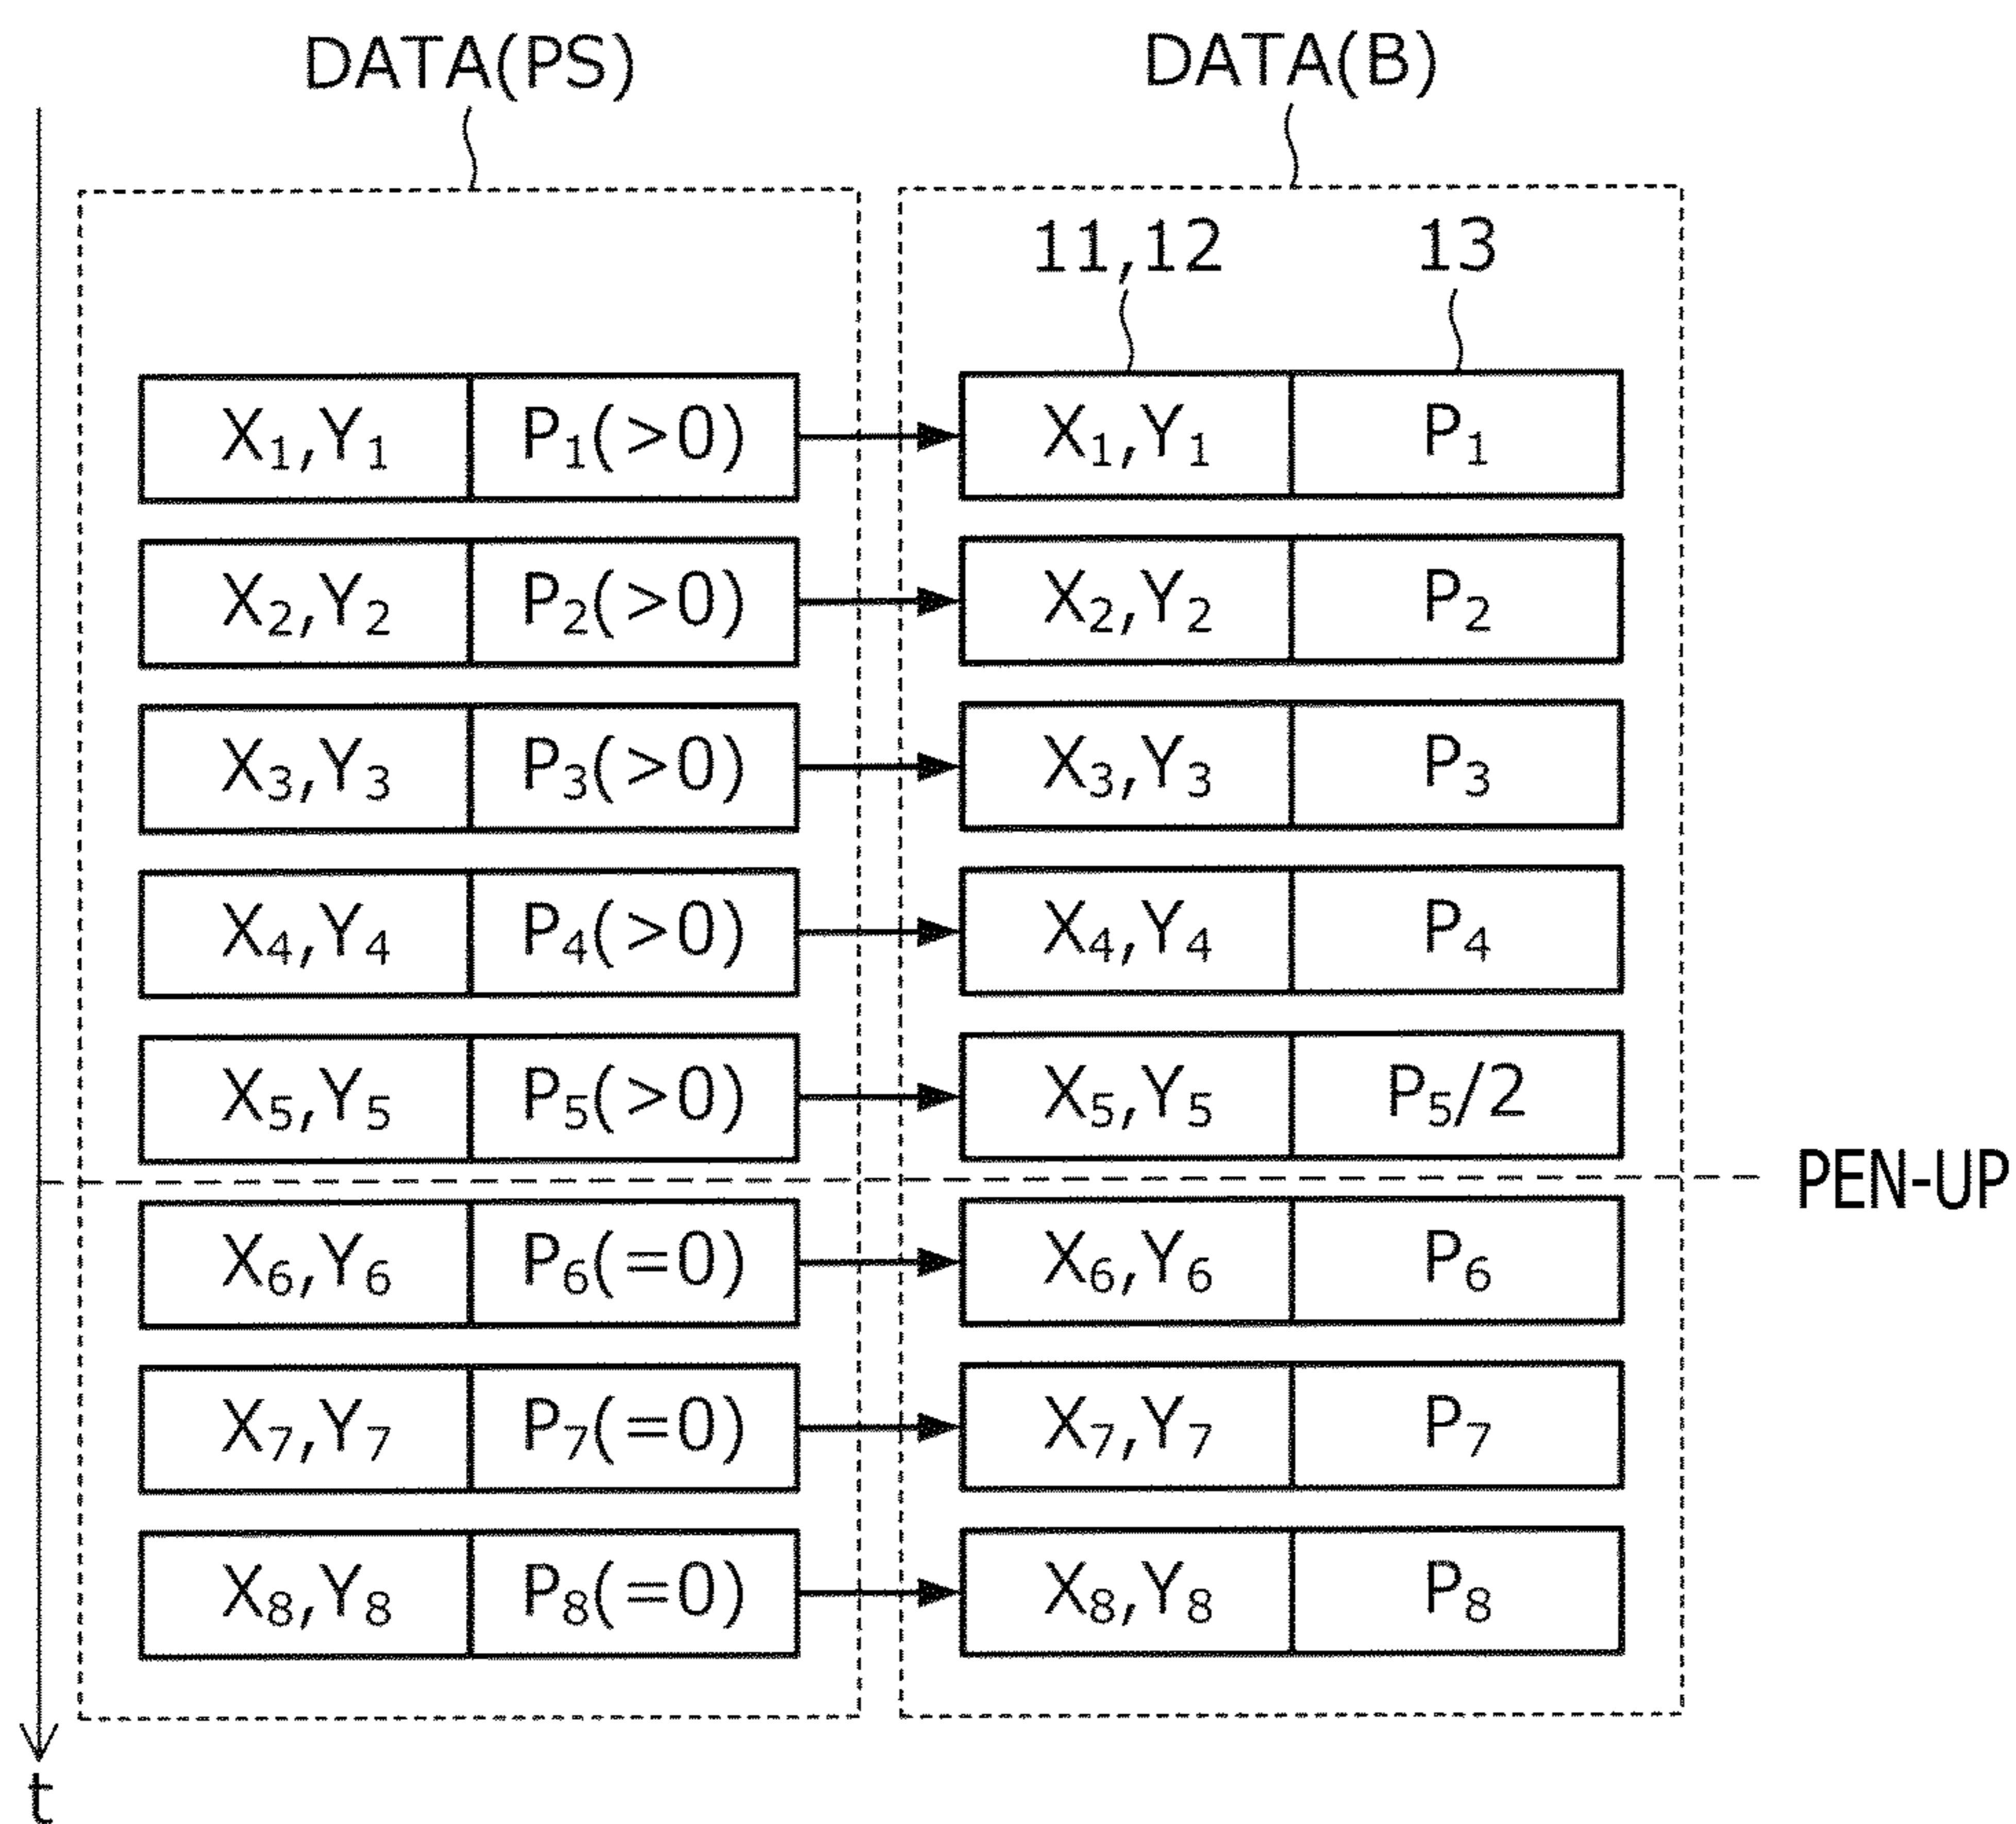 DATA(PS) DATA(B)
11,12 13
X₁,Y₁ P₁(>0) X₁,Y₁ P₁
X₂,Y₂ P₂(>0) X₂,Y₂ P₂
X₃,Y₃ P₃(>0) X₃,Y₃ P₃
X₄,Y₄ P₄(>0) X₄,Y₄ P₄
X₅,Y₅ P₅(>0) X₅,Y₅ P₅/2
PEN-UP
X₆,Y₆ P₆(=0) X₆,Y₆ P₆
X₇,Y₇ P₇(=0) X₇,Y₇ P₇
X₈,Y₈ P₈(=0) X₈,Y₈ P₈
t